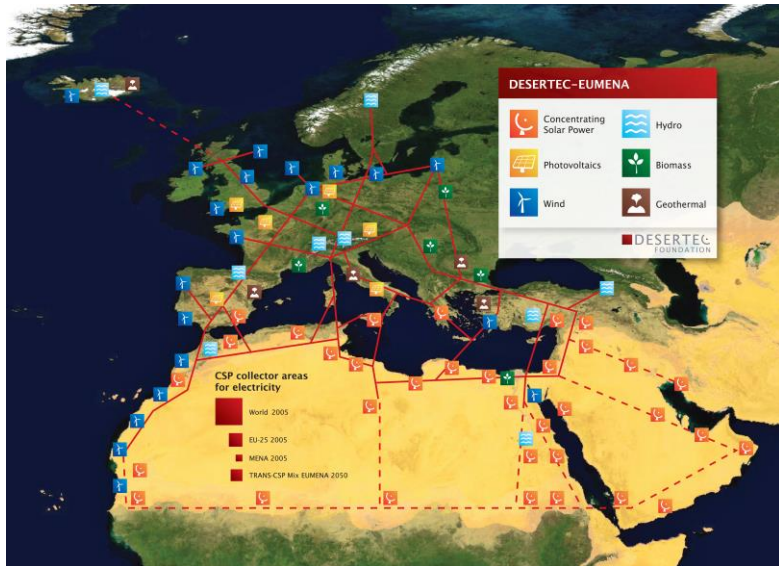 DESERTEC–EUMENA
Concentrating
Solar Power
Hydro
Photovoltaics
Biomass
Wind
Geothermal
DESERTEC
FOUNDATION
CSP collector areas
for electricity
World 2005
EU-25 2005
MENA 2005
TRANS-CSP Mix EUMENA 2050